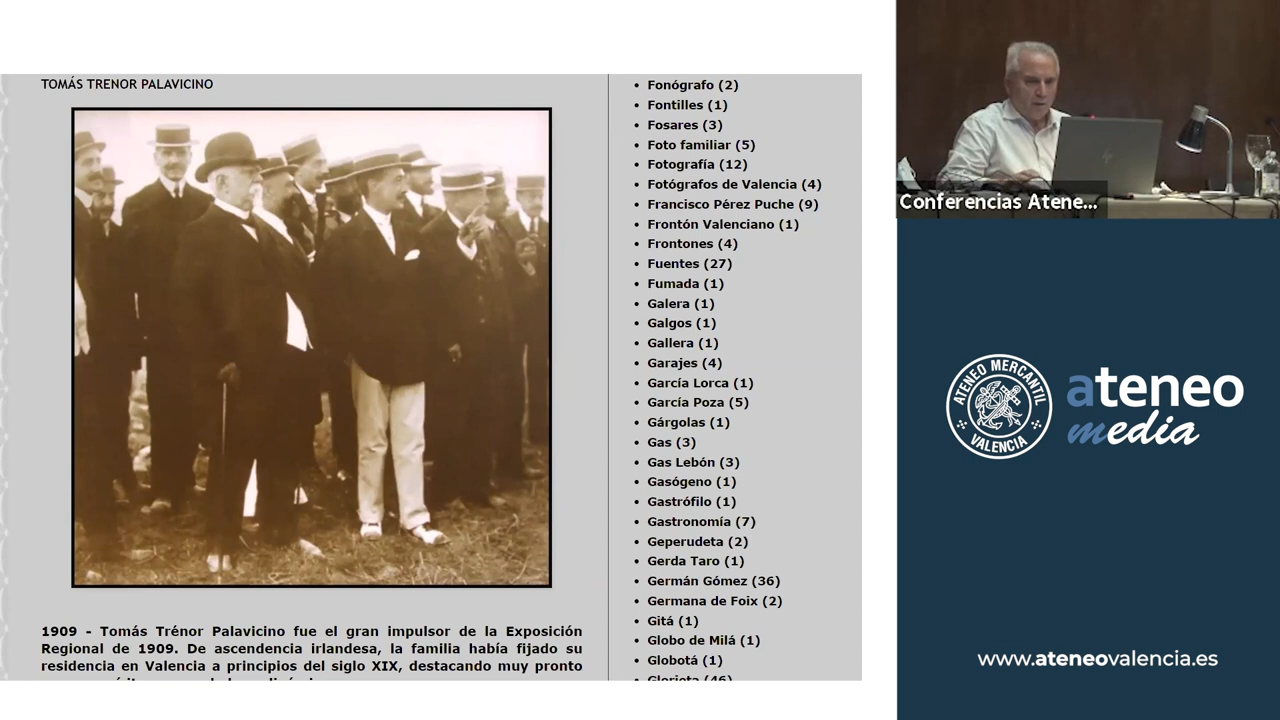 TOMÁS TRENOR PALAVICINO
1909 - Tomás Trénor Palavicino fue el gran impulsor de la Exposición
Regional de 1909. De ascendencia irlandesa, la familia había fijado su
residencia en Valencia a principios del siglo XIX, destacando muy pronto
• Fonógrafo (2)
• Fontilles (1)
• Fosares (3)
• Foto familiar (5)
• Fotografía (12)
• Fotógrafos de Valencia (4)
• Francisco Pérez Puche (9)
• Frontón Valenciano (1)
• Frontones (4)
• Fuentes (27)
• Fumada (1)
• Galera (1)
• Galgos (1)
• Gallera (1)
• Garajes (4)
• García Lorca (1)
• García Poza (5)
• Gárgolas (1)
• Gas (3)
• Gas Lebón (3)
• Gasógeno (1)
• Gastrófilo (1)
• Gastronomía (7)
• Geperudeta (2)
• Gerda Taro (1)
• Germán Gómez (36)
• Germana de Foix (2)
• Gitá (1)
• Globo de Milá (1)
• Globotá (1)
• Glorieta (46)
Conferencias Atene...
ATENEO MERCANTIL
VALENCIA
ateneo
media
www.ateneovalencia.es